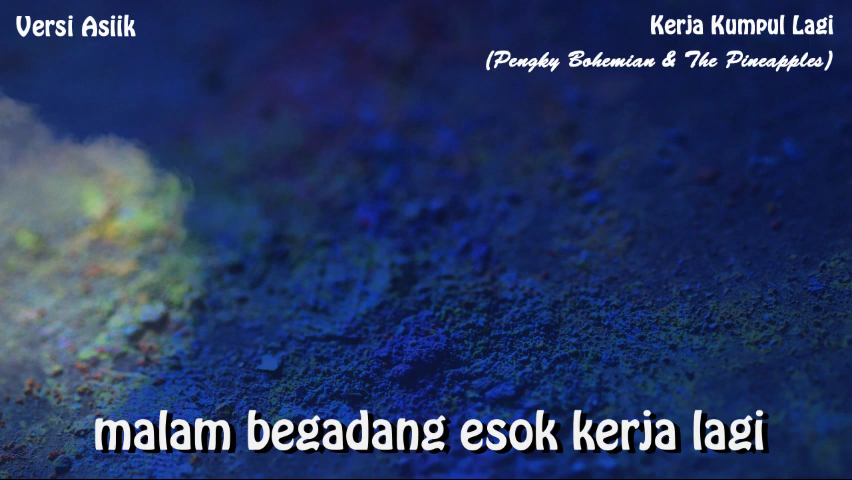 Versi Asiik
Kerja Kumpul Lagi
(Pengky Bohemian & The Pineapples)
malam begadang esok kerja lagi